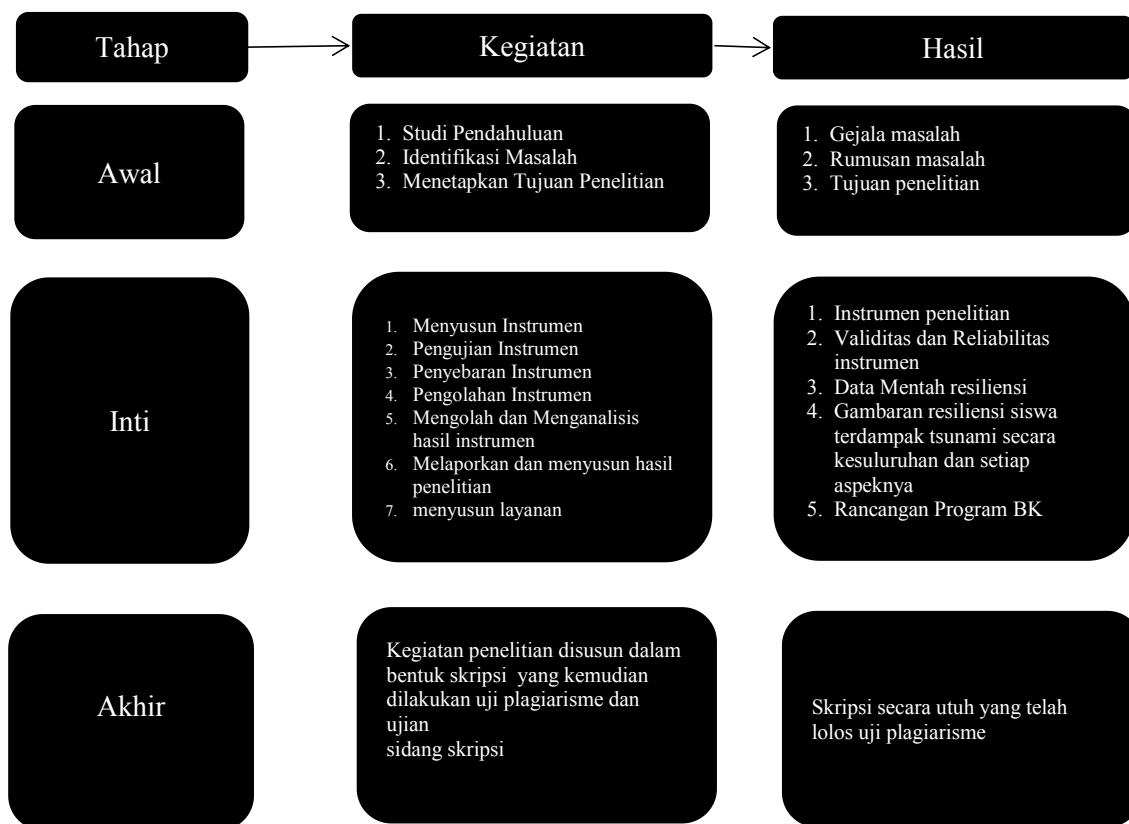 Tahap
Kegiatan
Hasil
Awal
1. Studi Pendahuluan
2. Identifikasi Masalah
3. Menetapkan Tujuan Penelitian
1. Gejala masalah
2. Rumusan masalah
3. Tujuan penelitian
Inti
1. Menyusun Instrumen
2. Pengujian Instrumen
3. Penyebaran Instrumen
4. Pengolahan Instrumen
5. Mengolah dan Menganalisis
hasil instrumen
6. Melaporkan dan menyusun hasil
penelitian
7. menyusun layanan
1. Instrumen penelitian
2. Validitas dan Reliabilitas
instrumen
3. Data Mentah resiliensi
4. Gambaran resiliensi siswa
terdampak tsunami secara
kesuluruhan dan setiap
aspeknya
5. Rancangan Program BK
Akhir
Kegiatan penelitian disusun dalam
bentuk skripsi yang kemudian
dilakukan uji plagiarisme dan
ujian
sidang skripsi
Skripsi secara utuh yang telah
lolos uji plagiarisme